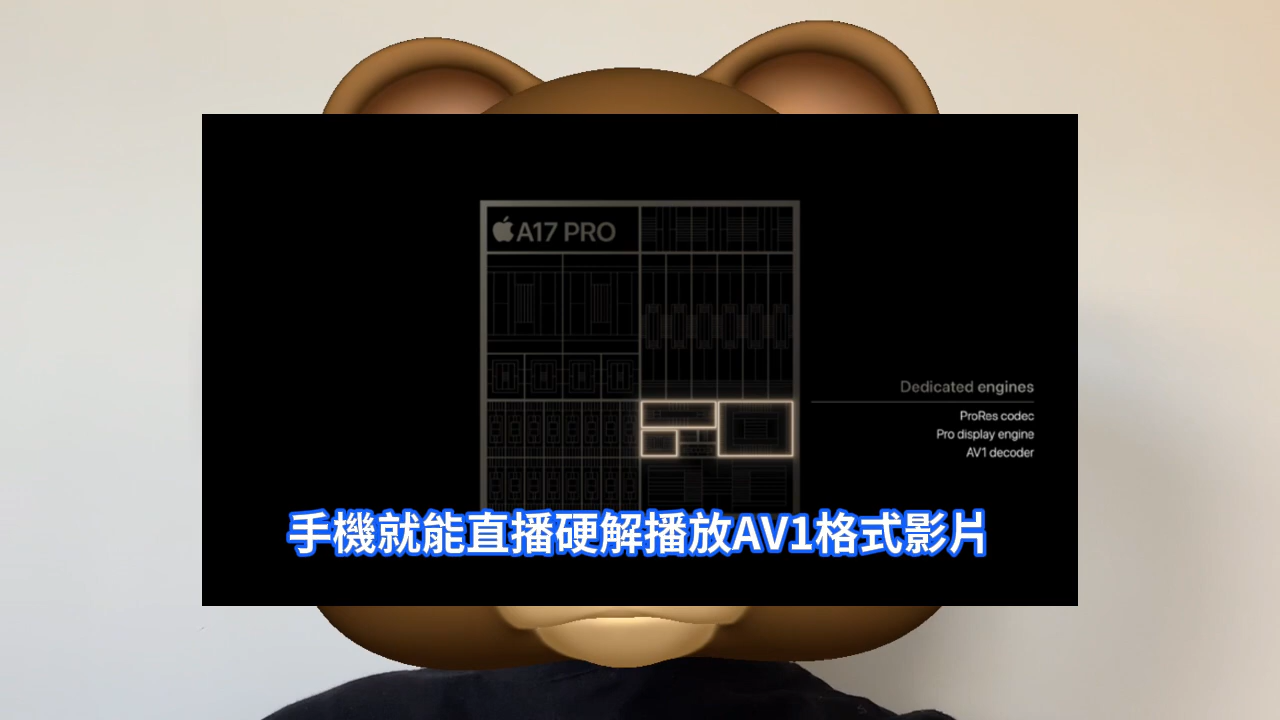 A17 PRO
Dedicated engines
ProRes codec
Pro display engine
AV1 decoder
手機就能直播硬解播放AV1格式影片